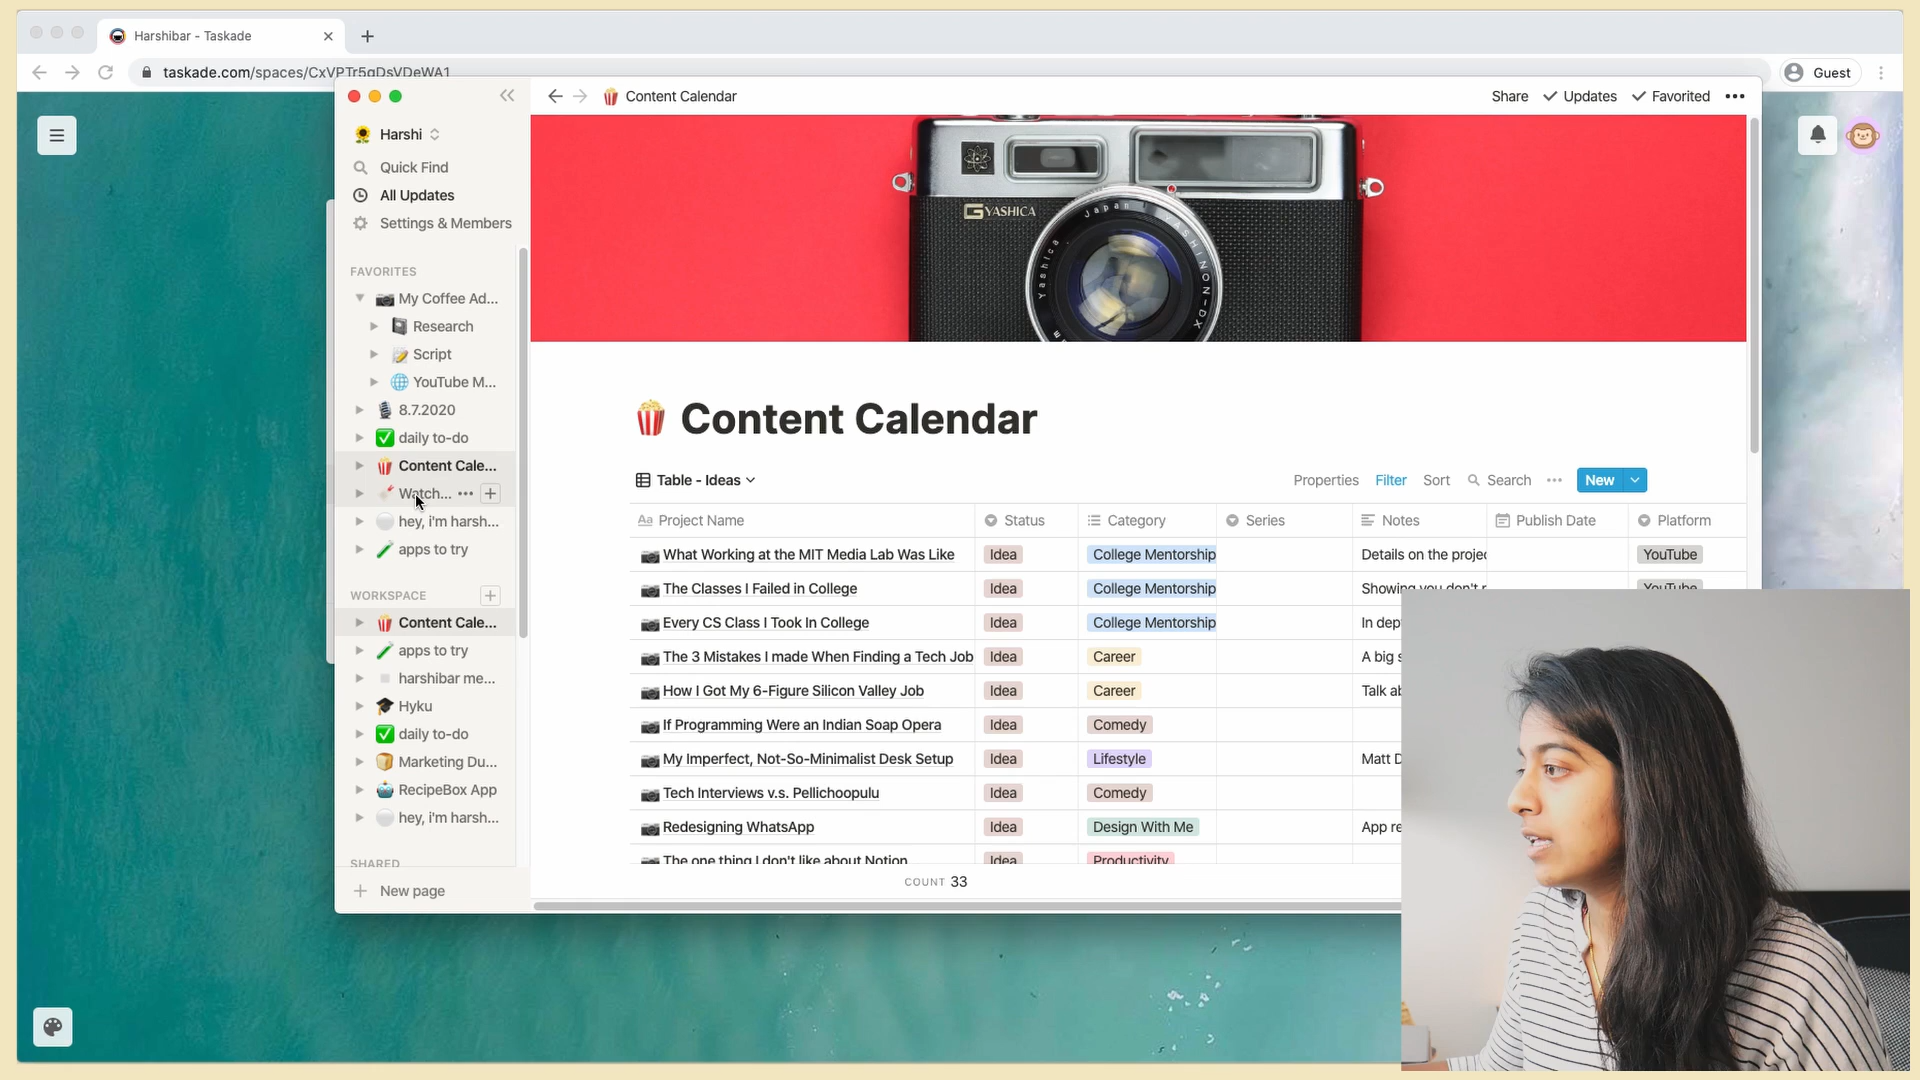 Harshibar - Taskade
taskade.com/spaces/CxVPTr5gDsVDeWA1
Guest
Content Calendar
Share
Updates
Favorited
Harshi
Quick Find
All Updates
Settings & Members
FAVORITES
My Coffee Ad...
Research
Script
YouTube M...
8.7.2020
daily to-do
Content Cale...
Watch...
hey, i'm harsh...
apps to try
WORKSPACE
Content Cale...
apps to try
harshibar me...
Hyku
daily to-do
Marketing Du...
RecipeBox App
hey, i'm harsh...
SHARED
New page
YASHICA
Japan YASHINON-DX
Yashica
Content Calendar
Table - Ideas
Properties Filter Sort Search New
Aa Project Name Status Category Series Notes Publish Date Platform
What Working at the MIT Media Lab Was Like Idea College Mentorship Details on the projec YouTube
The Classes I Failed in College Idea College Mentorship Showing you don't r YouTube
Every CS Class I Took In College Idea College Mentorship In dep
The 3 Mistakes I made When Finding a Tech Job Idea Career A big s
How I Got My 6-Figure Silicon Valley Job Idea Career Talk ab
If Programming Were an Indian Soap Opera Idea Comedy
My Imperfect, Not-So-Minimalist Desk Setup Idea Lifestyle Matt D
Tech Interviews v.s. Pellichoopulu Idea Comedy
Redesigning WhatsApp Idea Design With Me App re
The one thing I don't like about Notion Idea Productivity
COUNT 33